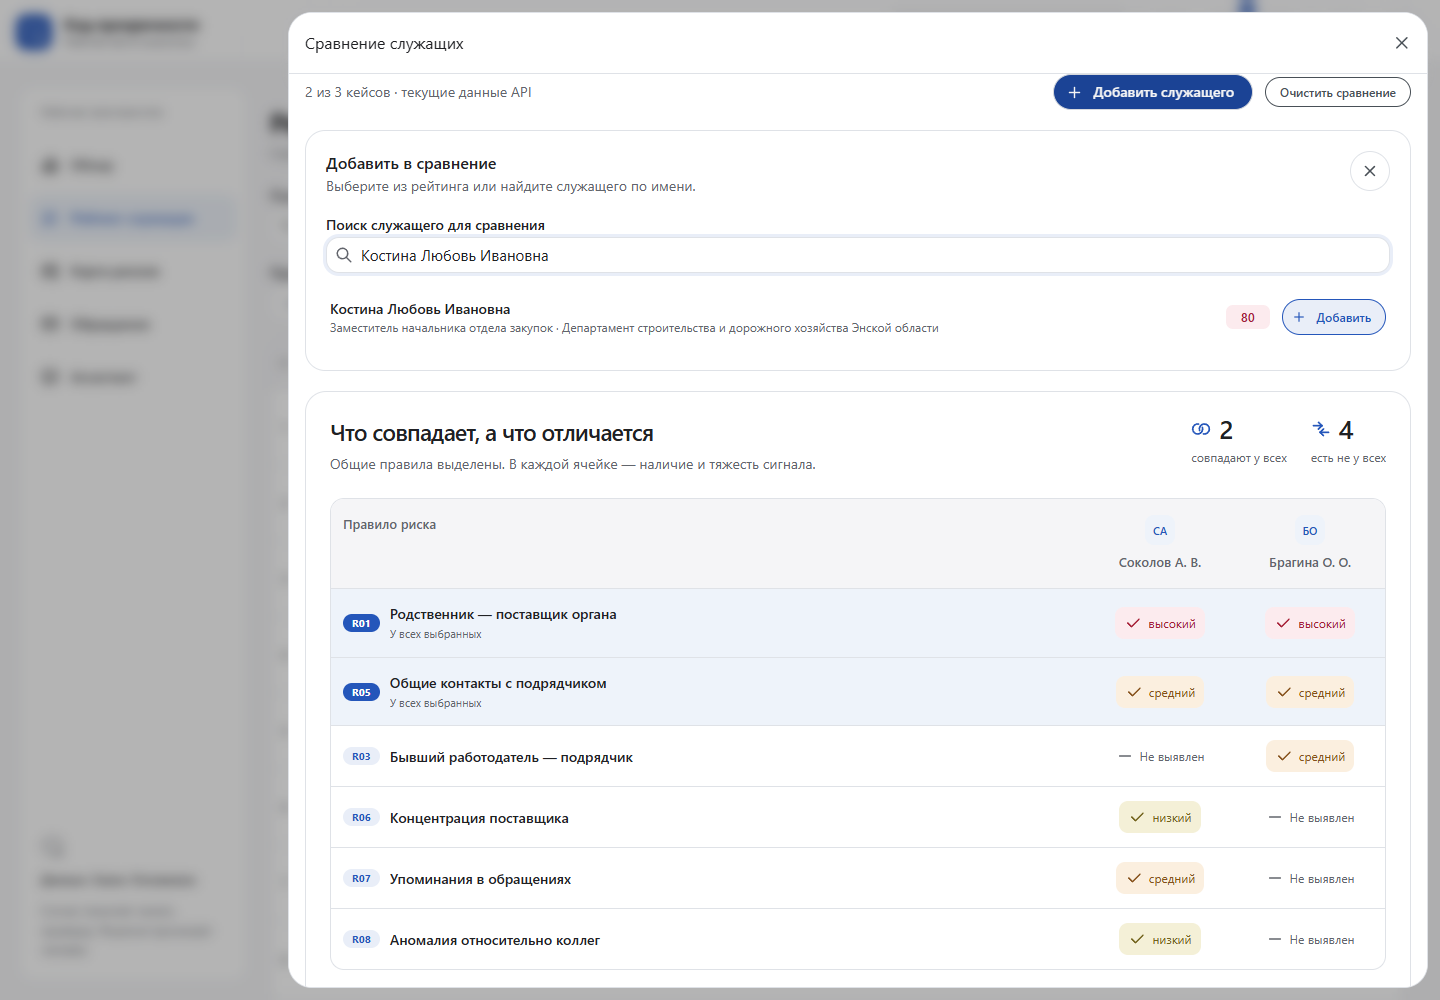 Сравнение служащих
2 из 3 кейсов · текущие данные API
Добавить служащего
Очистить сравнение
Добавить в сравнение
Выберите из рейтинга или найдите служащего по имени.
Поиск служащего для сравнения
Костина Любовь Ивановна
Костина Любовь Ивановна
Заместитель начальника отдела закупок · Департамент строительства и дорожного хозяйства Энской области
80
Добавить
Что совпадает, а что отличается
Общие правила выделены. В каждой ячейке — наличие и тяжесть сигнала.
2
совпадают у всех
4
есть не у всех
Правило риска
СА
Соколов А. В.
БО
Брагина О. О.
R01 Родственник — поставщик органа
У всех выбранных
высокий
высокий
R05 Общие контакты с подрядчиком
У всех выбранных
средний
средний
R03 Бывший работодатель — подрядчик
Не выявлен
средний
R06 Концентрация поставщика
низкий
Не выявлен
R07 Упоминания в обращениях
средний
Не выявлен
R08 Аномалия относительно коллег
низкий
Не выявлен